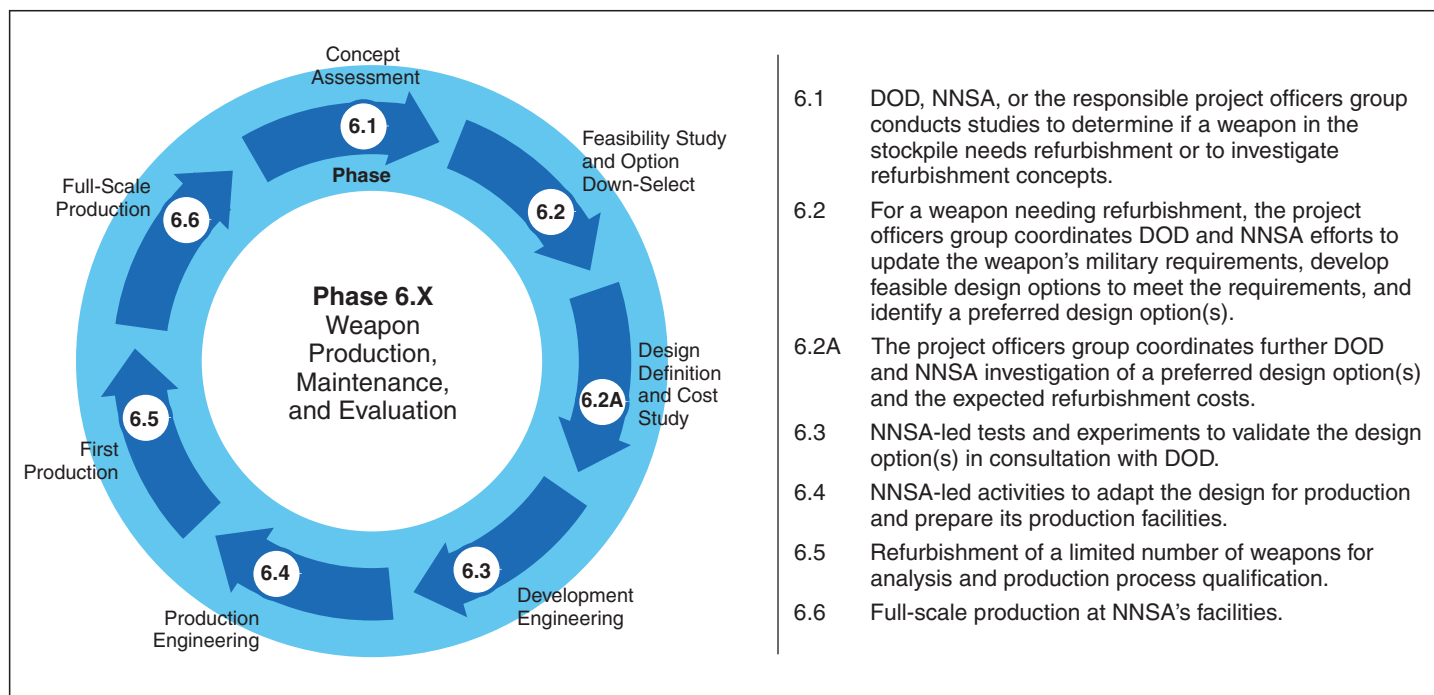 Concept
Assessment
6.1
Phase
Feasibility Study
and Option
Down-Select
6.2
Design
Definition
and Cost
Study
6.2A
Development
Engineering
6.3
Production
Engineering
6.4
First
Production
6.5
Full-Scale
Production
6.6
Phase 6.X
Weapon
Production,
Maintenance,
and Evaluation
6.1 DOD, NNSA, or the responsible project officers group
conducts studies to determine if a weapon in the
stockpile needs refurbishment or to investigate
refurbishment concepts.
6.2 For a weapon needing refurbishment, the project
officers group coordinates DOD and NNSA efforts to
update the weapon's military requirements, develop
feasible design options to meet the requirements, and
identify a preferred design option(s).
6.2A The project officers group coordinates further DOD
and NNSA investigation of a preferred design option(s)
and the expected refurbishment costs.
6.3 NNSA-led tests and experiments to validate the design
option(s) in consultation with DOD.
6.4 NNSA-led activities to adapt the design for production
and prepare its production facilities.
6.5 Refurbishment of a limited number of weapons for
analysis and production process qualification.
6.6 Full-scale production at NNSA's facilities.